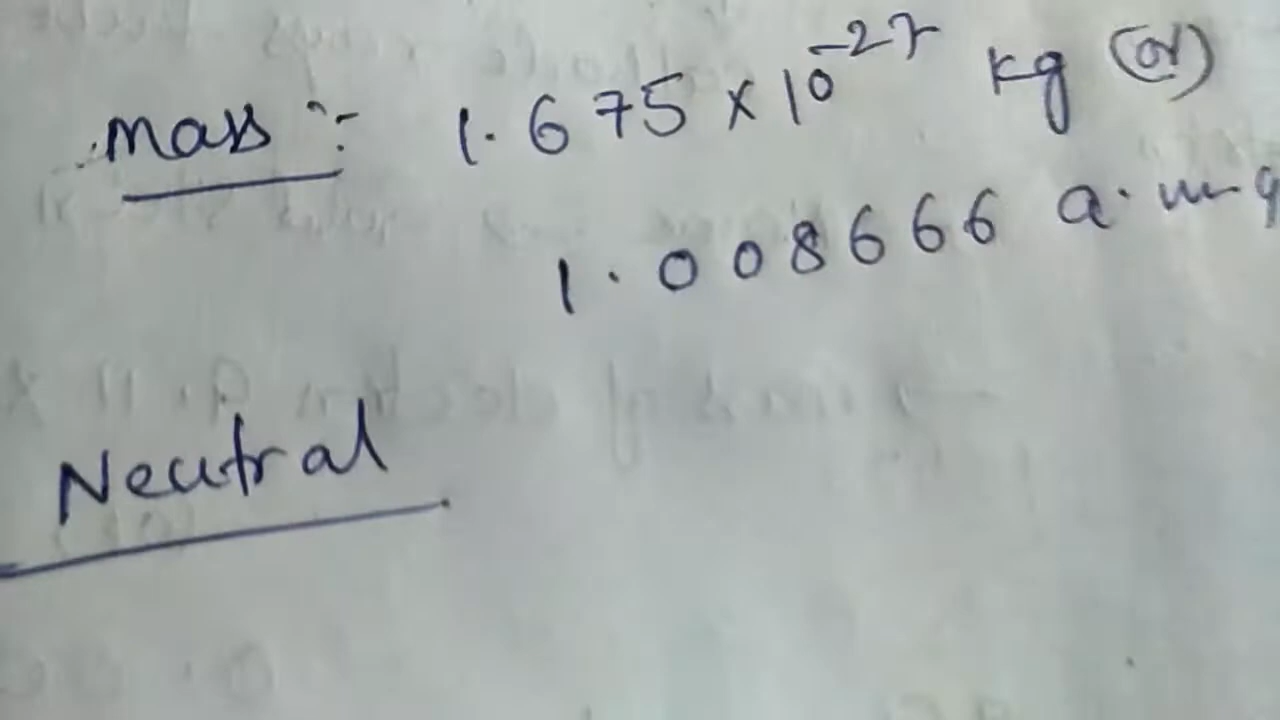 mass :- 1.675 x 10⁻²⁷ kg (or)
1.008666 a.m.u
Neutral